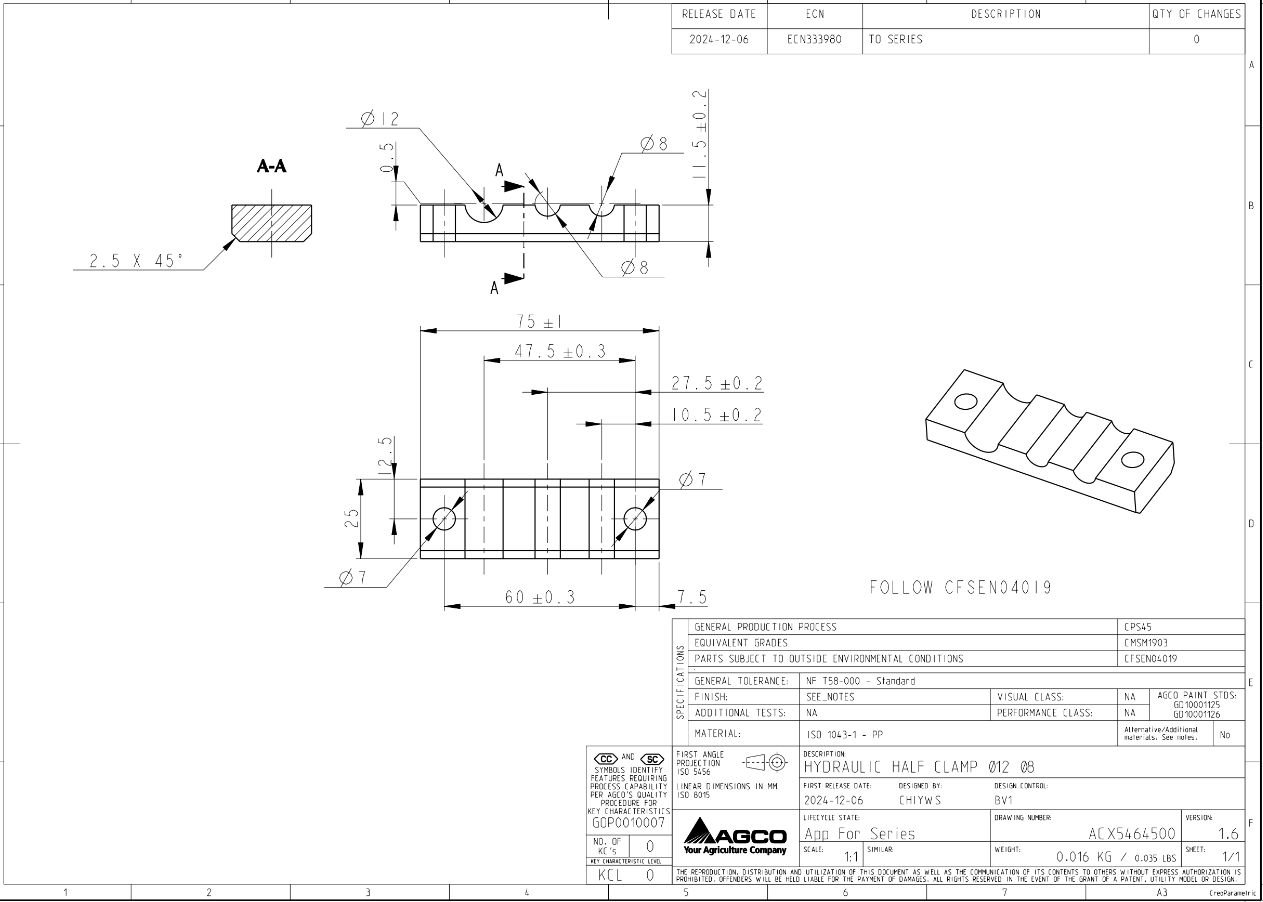 RELEASE DATE ECN DESCRIPTION QTY OF CHANGES
2024-12-06 ECN333980 TO SERIES 0
A
Ø12
0.5
11.5 ±0.2
Ø8
A-A
A
B
2.5 X 45°
Ø8
A
75 ±1
47.5 ±0.3
C
27.5 ±0.2
10.5 ±0.2
12.5
Ø7
25
D
Ø7
60 ±0.3 7.5
FOLLOW CFSEN04019
SPECIFICATIONS
GENERAL PRODUCTION PROCESS CPS45
EQUIVALENT GRADES CMSM1903
PARTS SUBJECT TO OUTSIDE ENVIRONMENTAL CONDITIONS CFSEN04019
GENERAL TOLERANCE: NF T58-000 - Standard
E
FINISH: SEE_NOTES VISUAL CLASS: NA
ADDITIONAL TESTS: NA PERFORMANCE CLASS: NA
AGCO PAINT STDS:
GD10001125
GD10001126
MATERIAL: ISO 1043-1 - PP
Alternative/Additional
materials. See notes. No
CC AND SC
SYMBOLS IDENTIFY
FEATURES REQUIRING
PROCESS CAPABILITY
PER AGCO'S QUALITY
PROCEDURE FOR
KEY CHARACTERISTICS
GOP0010007
NO. OF
KC's 0
KEY CHARACTERISTIC LEVEL
KCL 0
FIRST ANGLE
PROJECTION
ISO 5456
LINEAR DIMENSIONS IN MM
ISO 8015
DESCRIPTION:
HYDRAULIC HALF CLAMP Ø12 Ø8
FIRST RELEASE DATE: DESIGNED BY: DESIGN CONTROL:
2024-12-06 CHIYWS BV1
AGCO
Your Agriculture Company
LIFECYCLE STATE: DRAWING NUMBER: VERSION:
App For Series ACX5464500 1.6
F
SCALE: 1:1 SIMILAR: WEIGHT: 0.016 KG / 0.035 LBS SHEET: 1/1
THE REPRODUCTION, DISTRIBUTION AND UTILIZATION OF THIS DOCUMENT AS WELL AS THE COMMUNICATION OF ITS CONTENTS TO OTHERS WITHOUT EXPRESS AUTHORIZATION IS
PROHIBITED. OFFENDERS WILL BE HELD LIABLE FOR THE PAYMENT OF DAMAGES. ALL RIGHTS RESERVED IN THE EVENT OF THE GRANT OF A PATENT, UTILITY MODEL OR DESIGN.
1 2 3 4 5 6 7 A3 CreoParametric